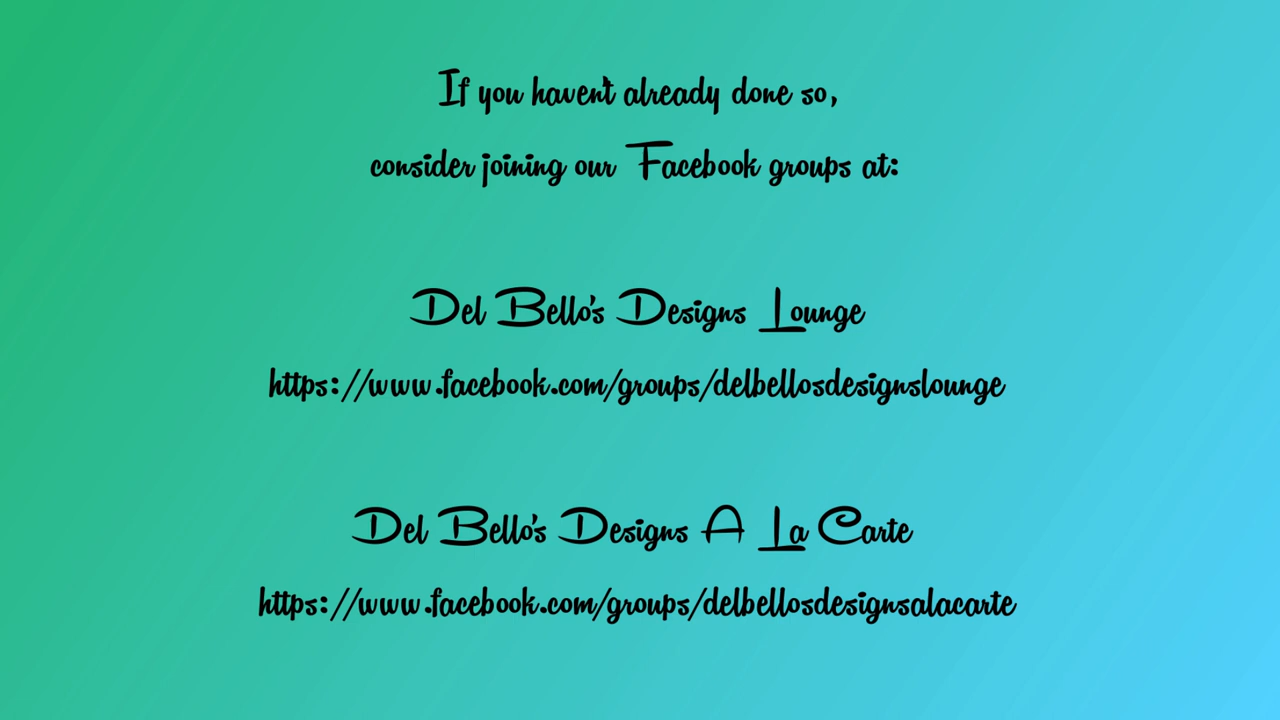 If you haven't already done so,
consider joining our Facebook groups at:
Del Bello's Designs Lounge
https://www.facebook.com/groups/delbellosdesignslounge
Del Bello's Designs A La Carte
https://www.facebook.com/groups/delbellosdesignsalacarte